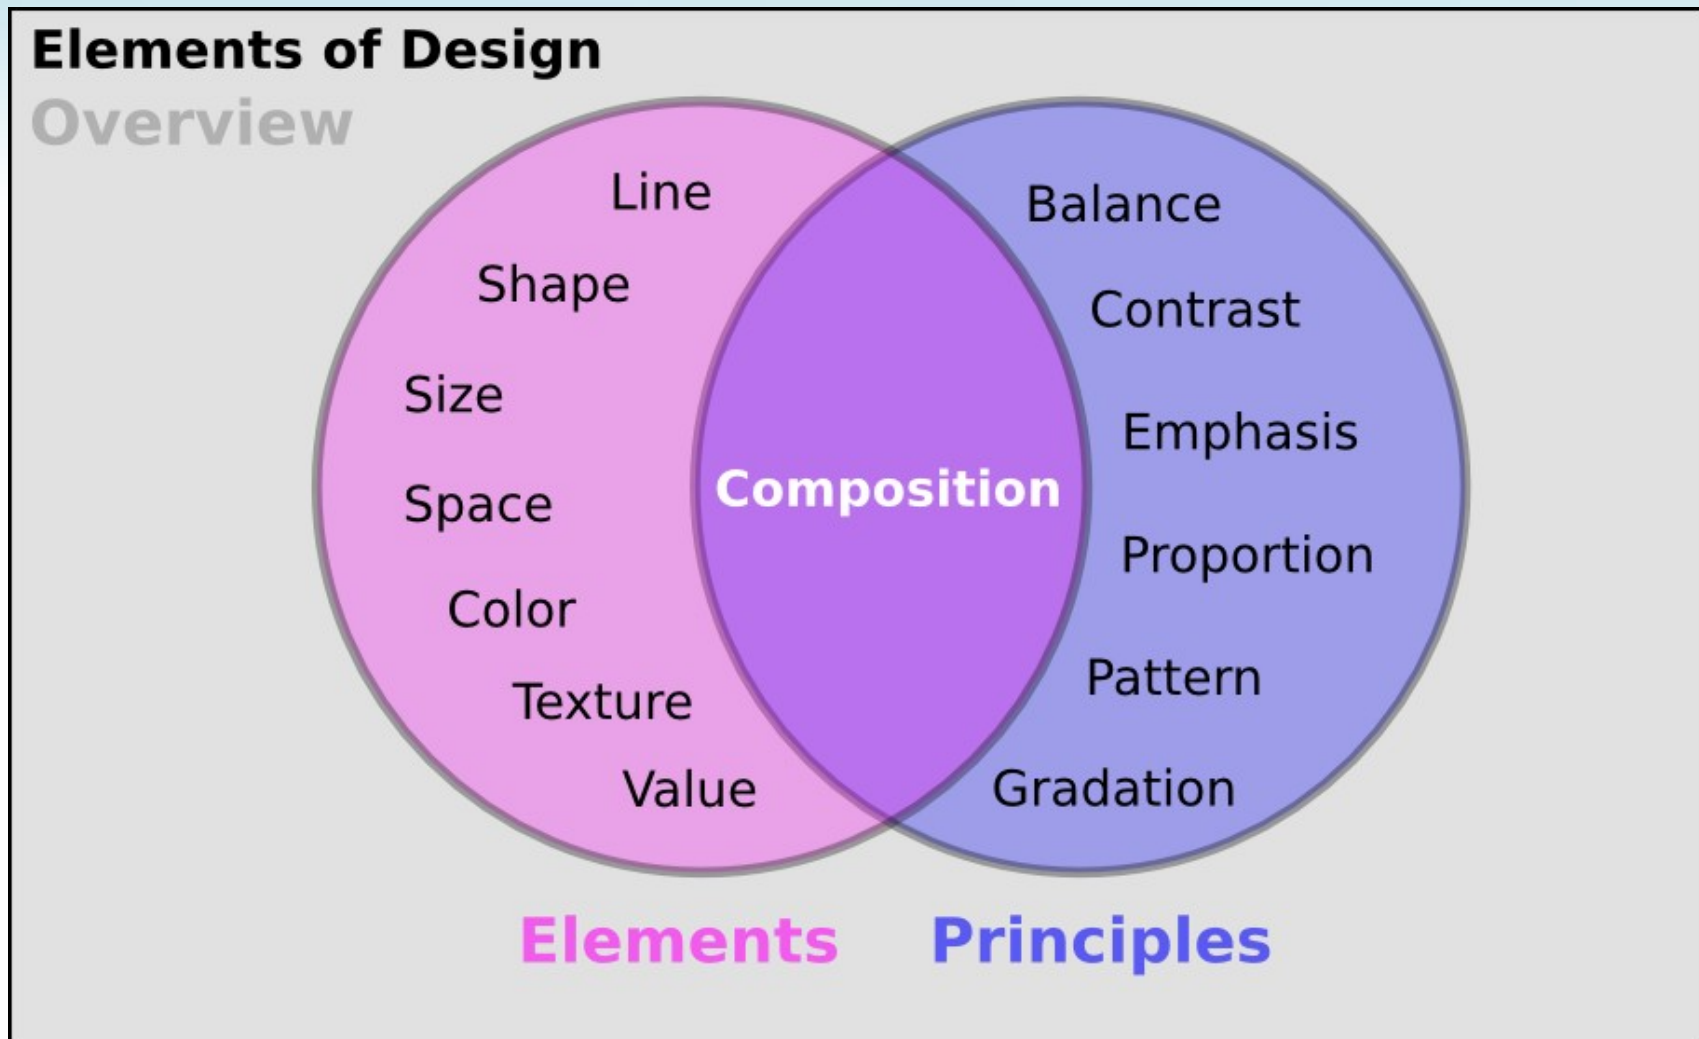 Elements of Design
Overview
Line
Shape
Size
Space
Color
Texture
Value
Composition
Balance
Contrast
Emphasis
Proportion
Pattern
Gradation
Elements
Principles